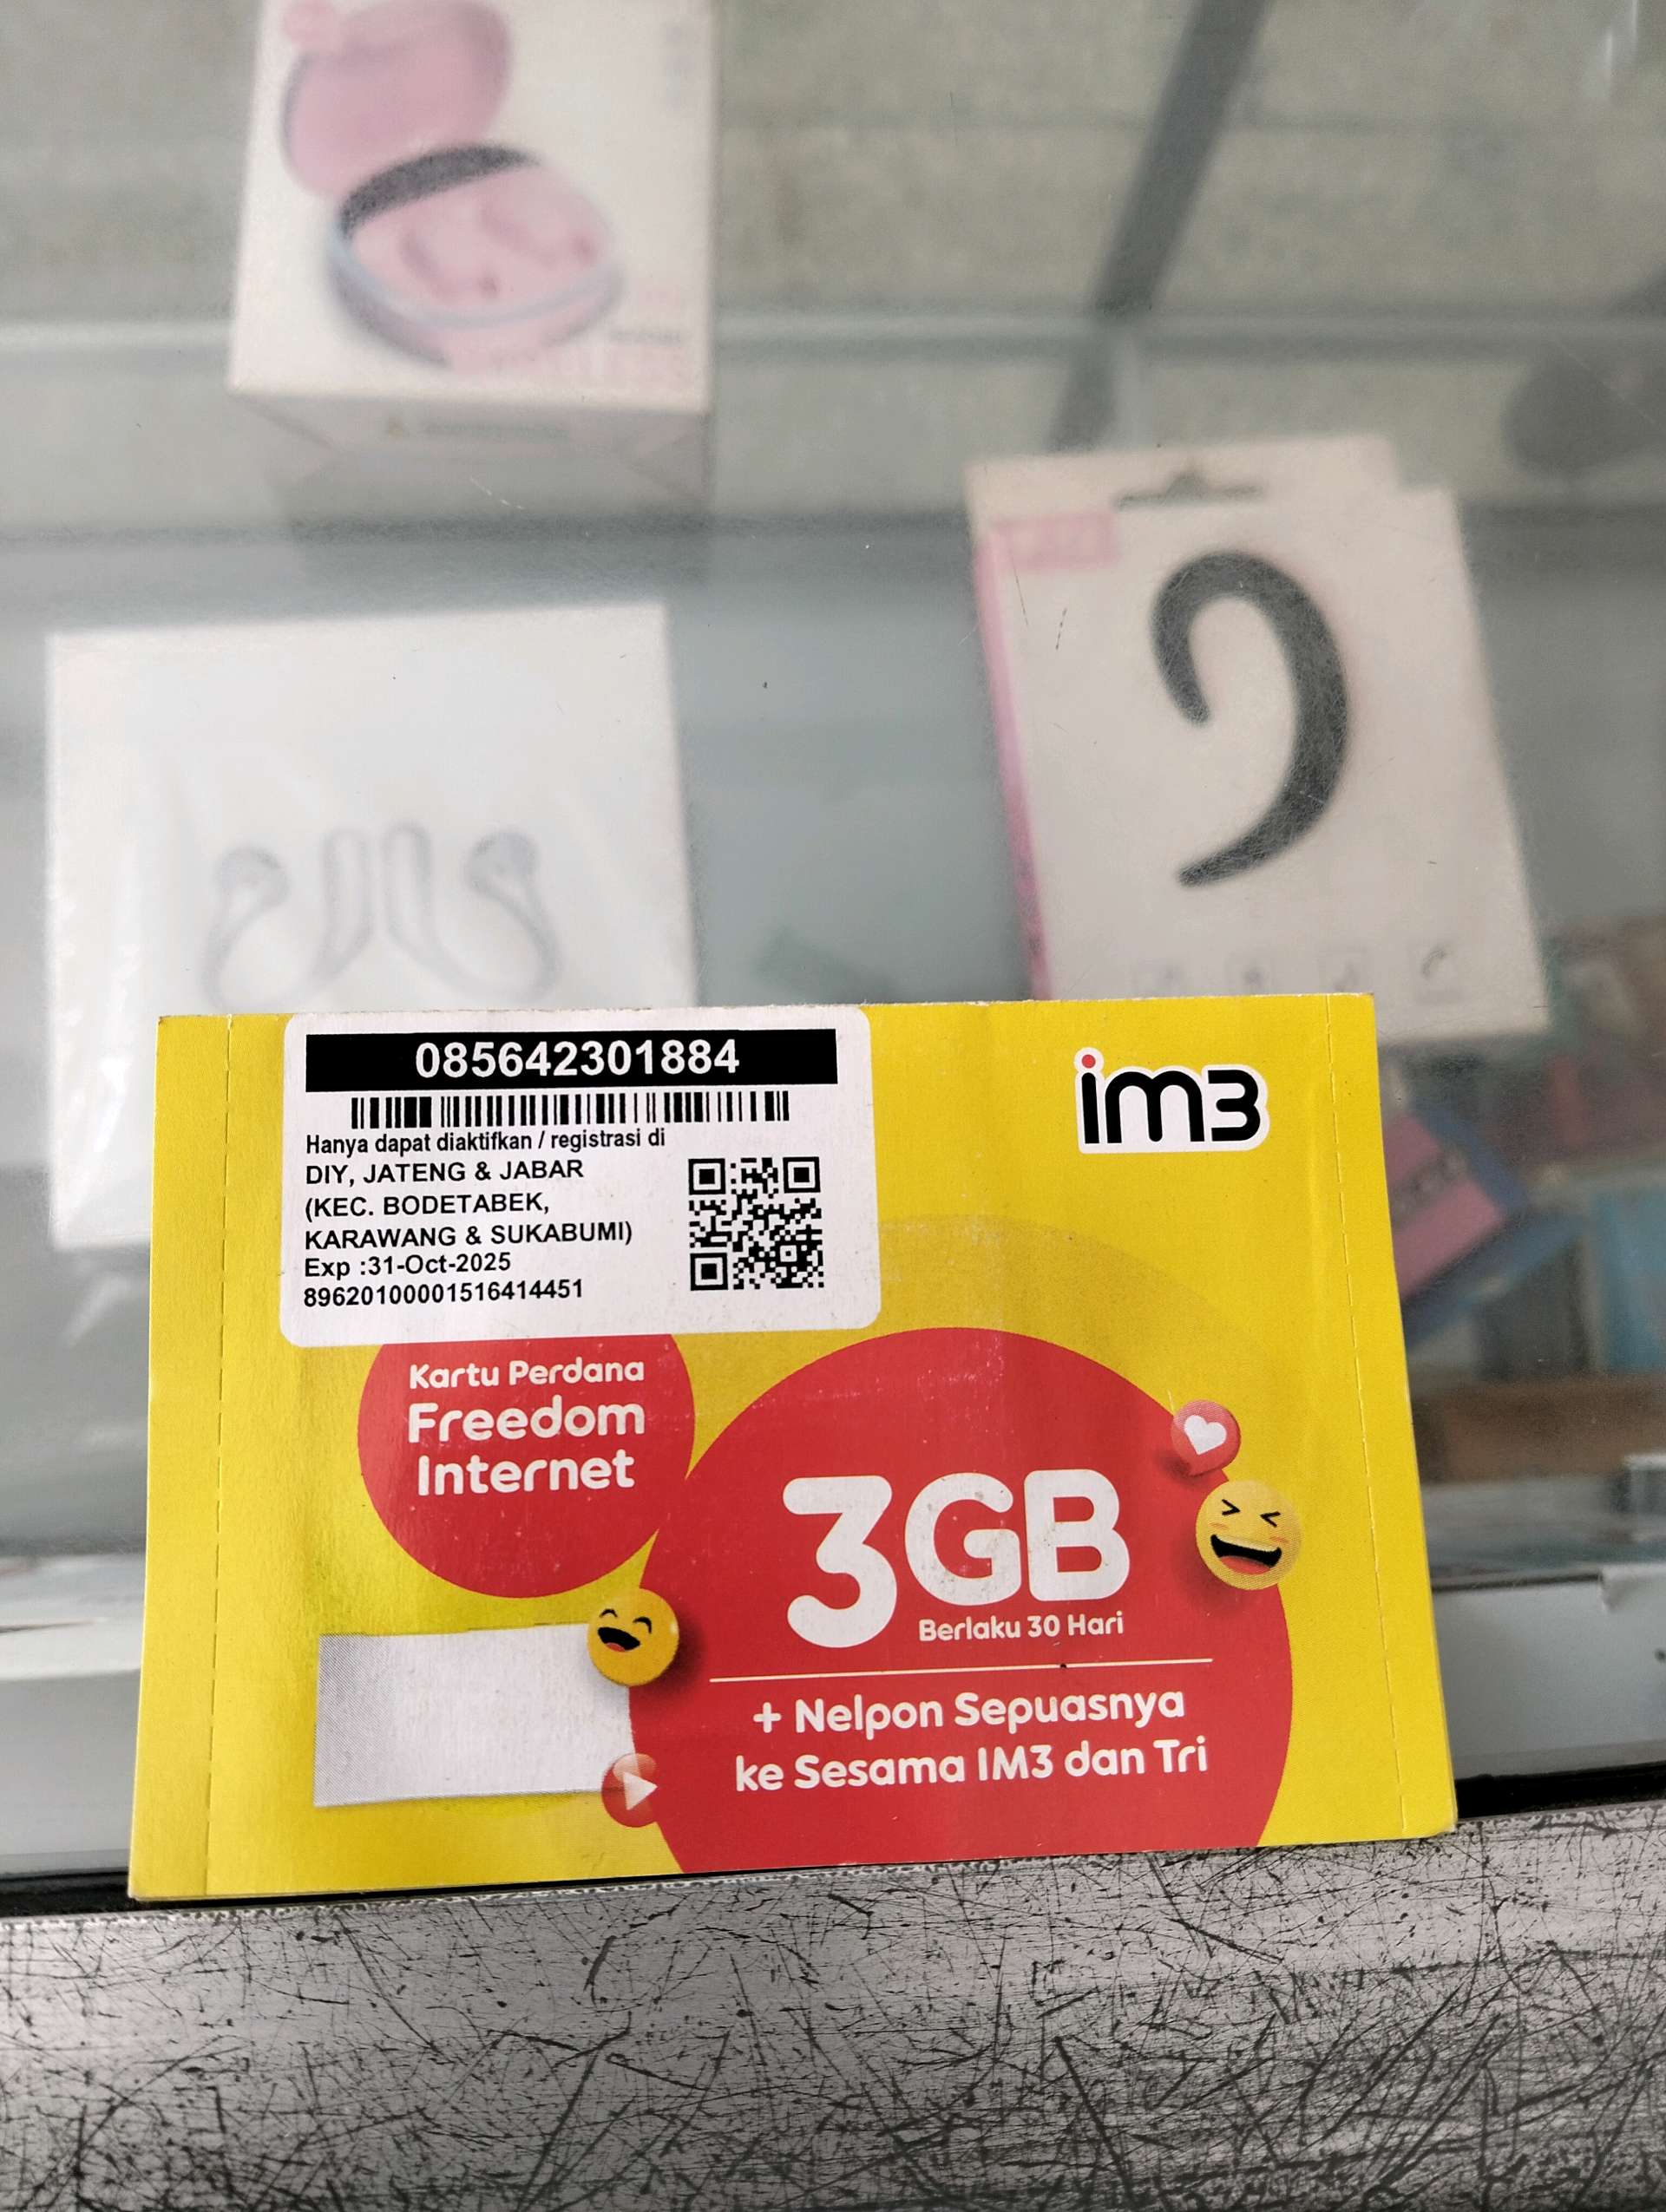 085642301884
Hanya dapat diaktifkan / registrasi di
DIY, JATENG & JABAR
(KEC. BODETABEK,
KARAWANG & SUKABUMI)
Exp :31-Oct-2025
89620100001516414451
im3
Kartu Perdana
Freedom
Internet
3GB
Berlaku 30 Hari
+ Nelpon Sepuasnya
ke Sesama IM3 dan Tri